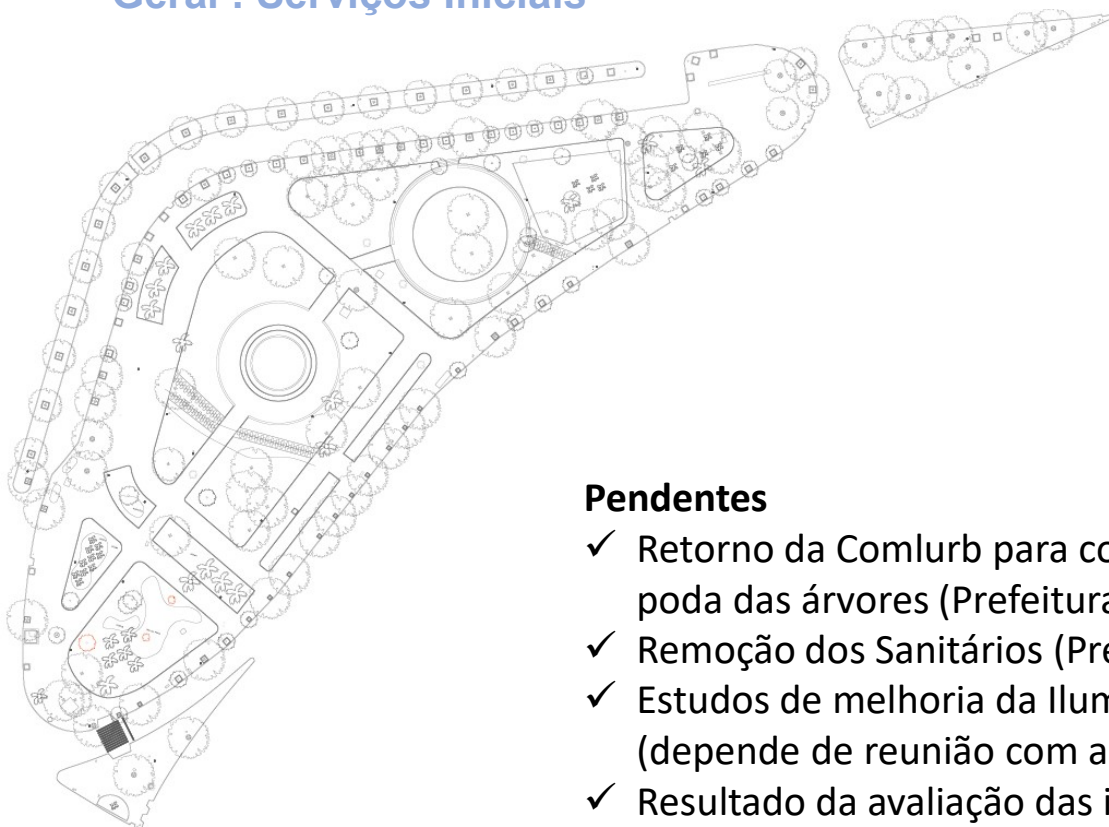 Geral : Serviços Iniciais
Pendentes
✓ Retorno da Comlurb para co
poda das árvores (Prefeitura
✓ Remoção dos Sanitários (Pre
✓ Estudos de melhoria da Ilum
(depende de reunião com a
✓ Resultado da avaliação das i